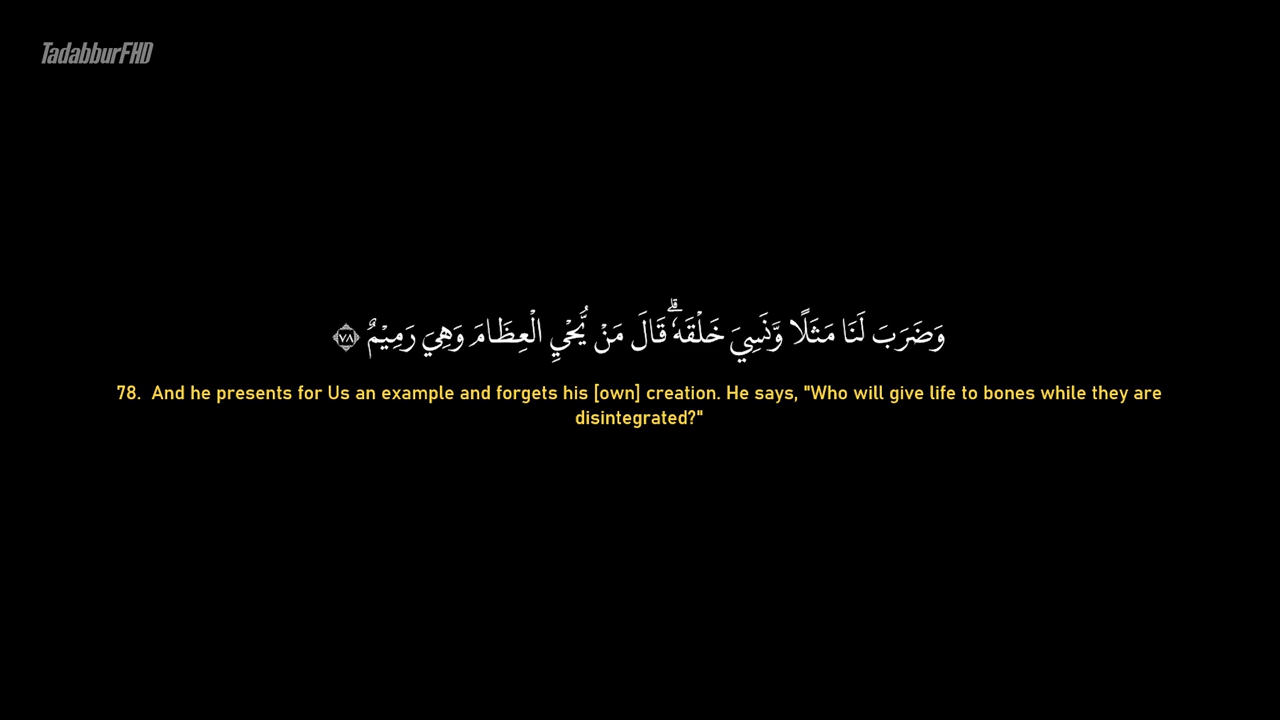 TadabburFHD
وَضَرَبَ لَنَا مَثَلًا وَّنَسِيَ خَلْقَهٗۗ قَالَ مَنْ يُّحْيِ الْعِظَامَ وَهِيَ رَمِيْمٌ ٧٨
78. And he presents for Us an example and forgets his [own] creation. He says, "Who will give life to bones while they are
disintegrated?"